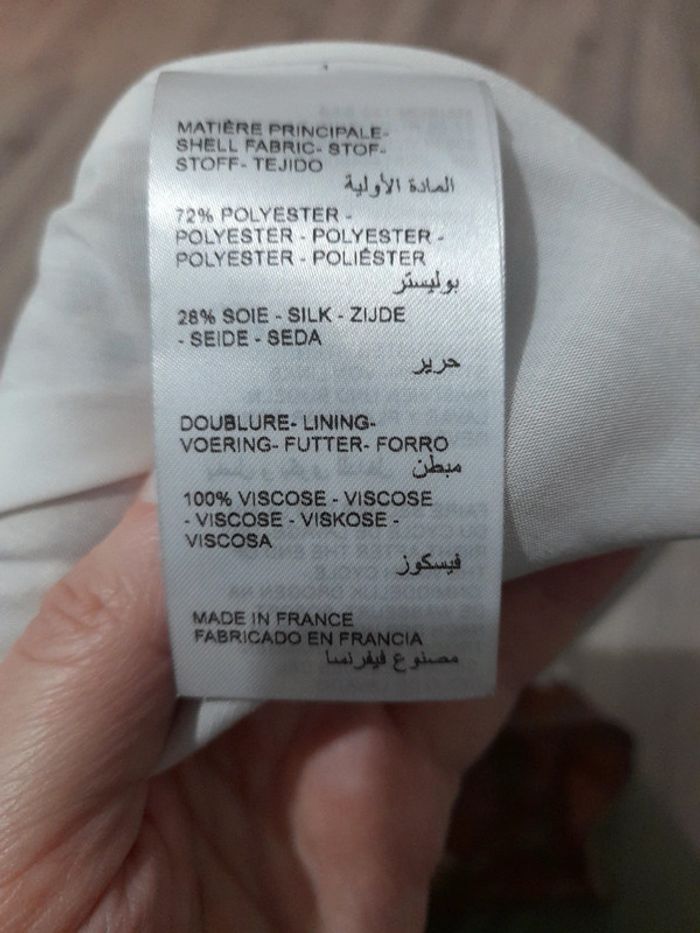 MATIÈRE PRINCIPALE-
SHELL FABRIC- STOF-
STOFF- TEJIDO
المادة الأولية
72% POLYESTER -
POLYESTER - POLYESTER -
POLYESTER - POLIÉSTER
بوليستر
28% SOIE - SILK - ZIJDE
- SEIDE - SEDA
حرير
DOUBLURE- LINING-
VOERING- FUTTER- FORRO
مبطن
100% VISCOSE - VISCOSE
- VISCOSE - VISKOSE -
VISCOSA
فيسكوز
MADE IN FRANCE
FABRICADO EN FRANCIA
مصنوع فيفرنسا